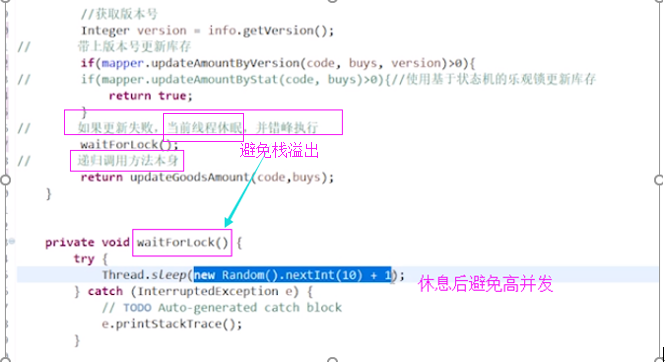 //获取版本号
Integer version = info.getVersion();
// 带上版本号更新库存
if(mapper.updateAmountByVersion(code, buys, version)>0){
// if(mapper.updateAmountByStat(code, buys)>0){//使用基于状态机的乐观锁更新库存
return true;
}
// 如果更新失败，当前线程休眠，并错峰执行
waitForLock();
避免栈溢出
// 递归调用方法本身
return updateGoodsAmount(code,buys);
}
private void waitForLock() {
try {
Thread.sleep(new Random().nextInt(10) + 1);
休息后避免高并发
} catch (InterruptedException e) {
// TODO Auto-generated catch block
e.printStackTrace();
}